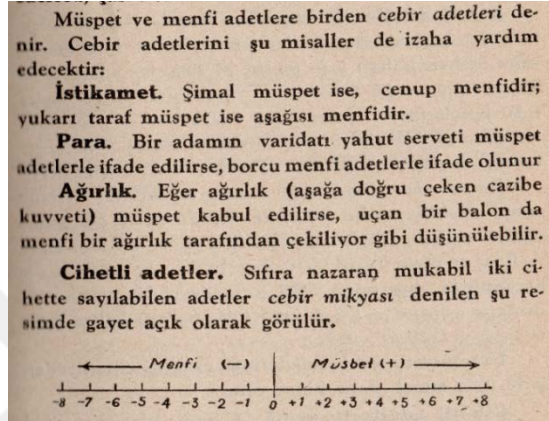 Müspet ve menfi adetlere birden cebir adetleri de-
nir. Cebir adetlerini şu misaller de izaha yardım
edecektir:
İstikamet. Şimal müspet ise, cenup menfidir;
yukarı taraf müspet ise aşağısı menfidir.
Para. Bir adamın varidatı yahut serveti müspet
adetlerle ifade edilirse, borcu menfi adetlerle ifade olunur
Ağırlık. Eğer ağırlık (aşağa doğru çeken cazibe
kuvveti) müspet kabul edilirse, uçan bir balon da
menfi bir ağırlık tarafından çekiliyor gibi düşünülebilir.
Cihetli adetler. Sıfıra nazaran mukabil iki ci-
hette sayılabilen adetler cebir mikyası denilen şu re-
simde gayet açık olarak görülür.
Menfi (—) Müsbet (+)
-8 -7 -6 -5 -4 -3 -2 -1 0 +1 +2 +3 +4 +5 +6 +7 +8